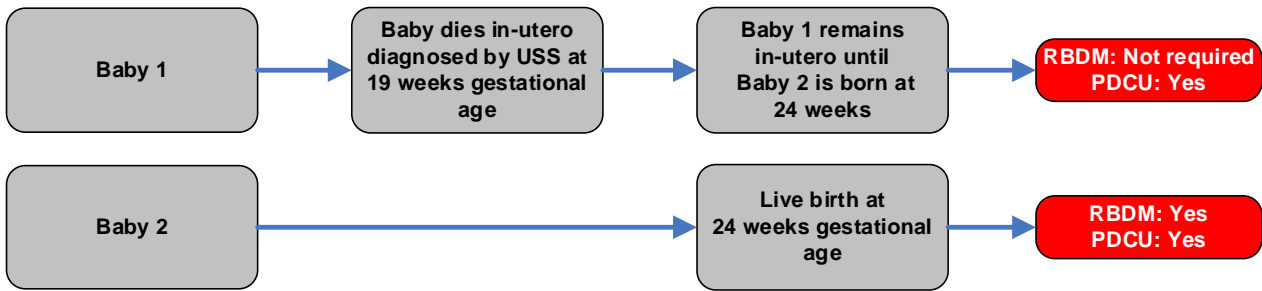 Baby 1
Baby dies in-utero
diagnosed by USS at
19 weeks gestational
age
Baby 1 remains
in-utero until
Baby 2 is born at
24 weeks
RBDM: Not required
PDCU: Yes
Baby 2
Live birth at
24 weeks gestational
age
RBDM: Yes
PDCU: Yes